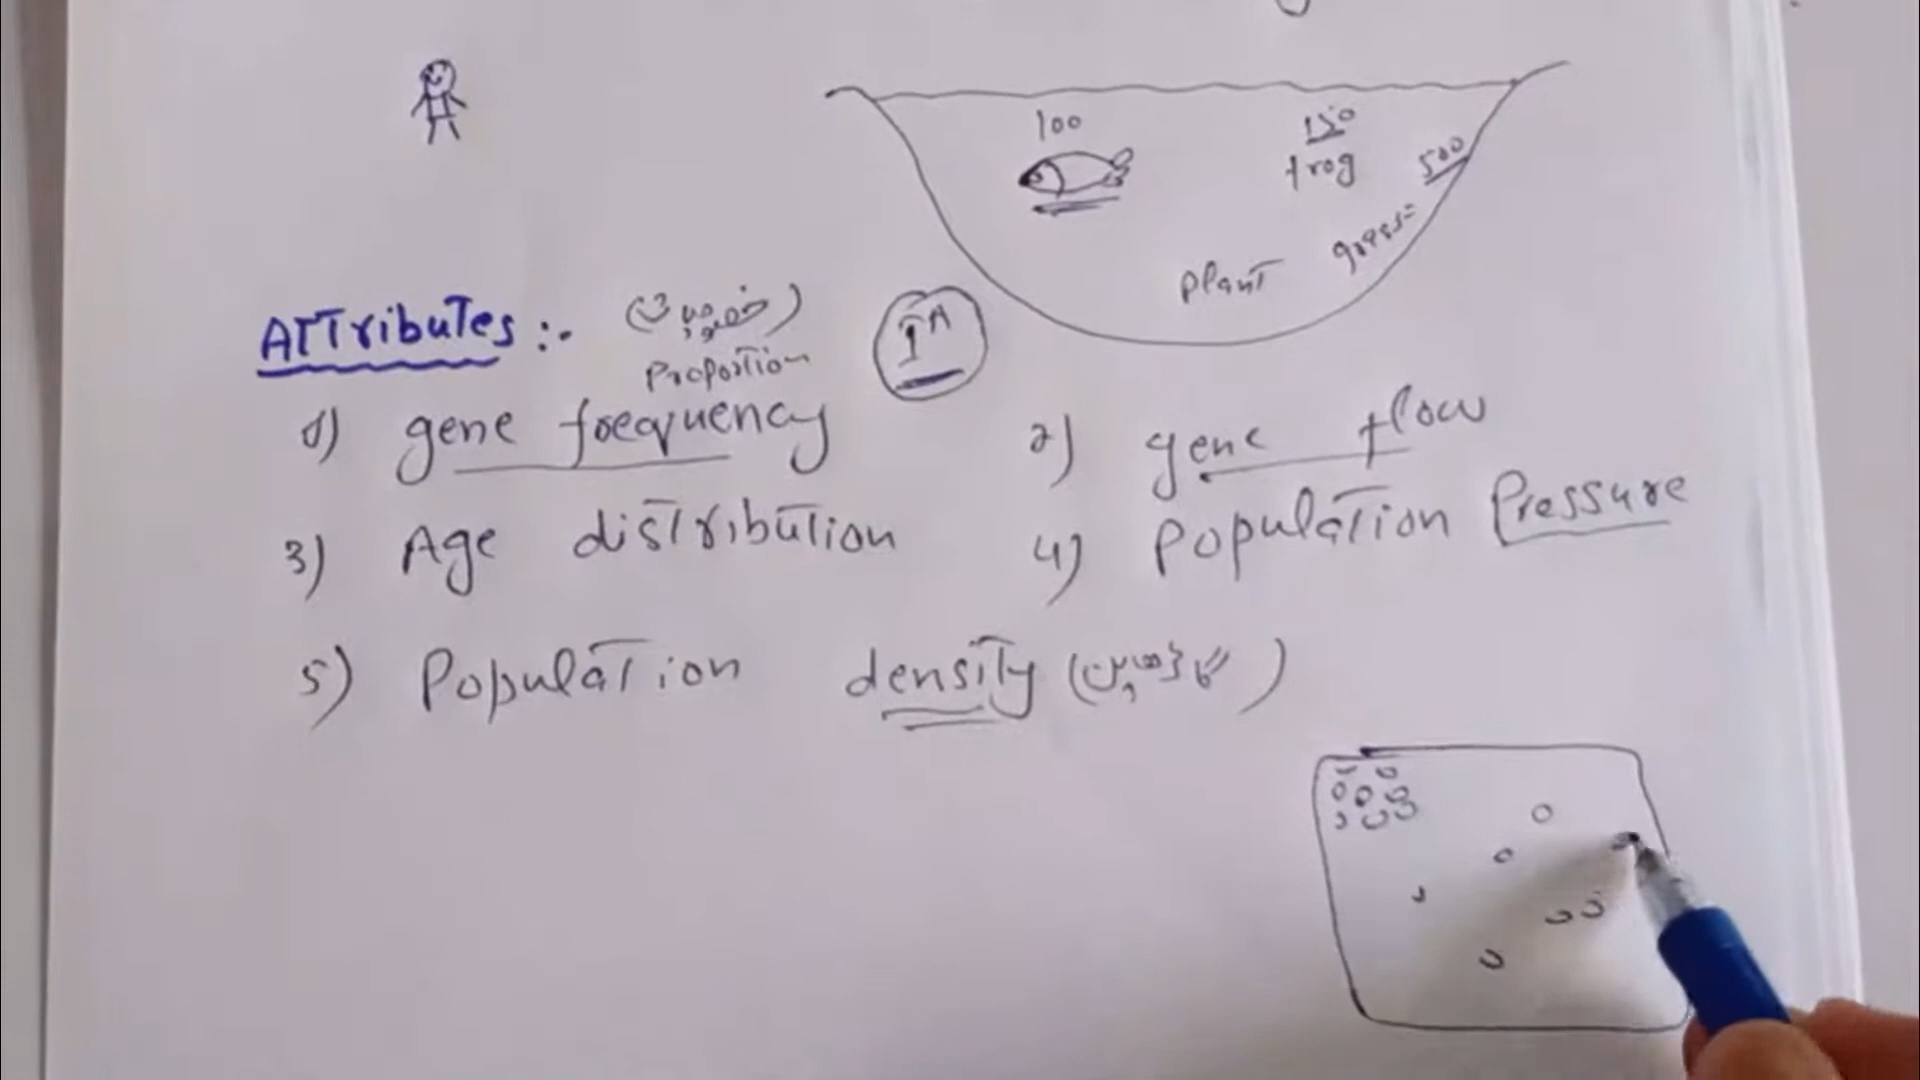 100
150
frog
500
grass
plant
Attributes :-
(خصوصیت)
Proportion
I^A
1) gene frequency
2) gene flow
3) Age distribution
4) Population Pressure
5) Population density